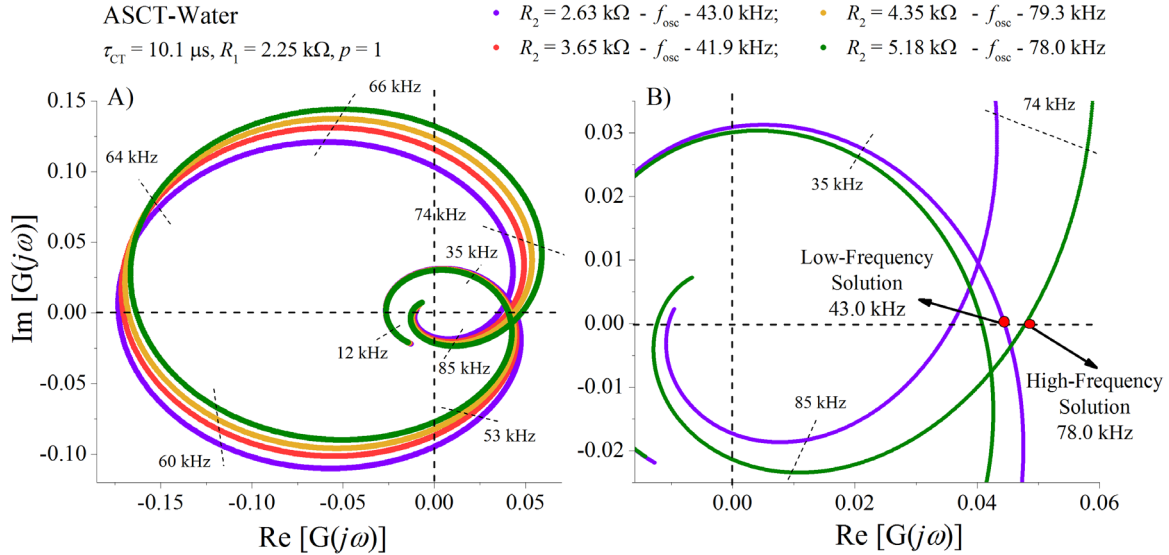 ASCT-Water
τCT = 10.1 μs, R1 = 2.25 kΩ, p = 1
R2 = 2.63 kΩ - fosc - 43.0 kHz;
R2 = 3.65 kΩ - fosc - 41.9 kHz;
R2 = 4.35 kΩ - fosc - 79.3 kHz
R2 = 5.18 kΩ - fosc - 78.0 kHz
A)
Im [G(jω)]
0.15
0.10
0.05
0.00
-0.05
-0.10
66 kHz
64 kHz
74 kHz
35 kHz
12 kHz
85 kHz
53 kHz
60 kHz
-0.15
-0.10
-0.05
0.00
0.05
Re [G(jω)]
B)
0.03
0.02
0.01
0.00
-0.01
-0.02
74 kHz
35 kHz
Low-Frequency
Solution
43.0 kHz
High-Frequency
Solution
78.0 kHz
85 kHz
0.00
0.02
0.04
0.06
Re [G(jω)]